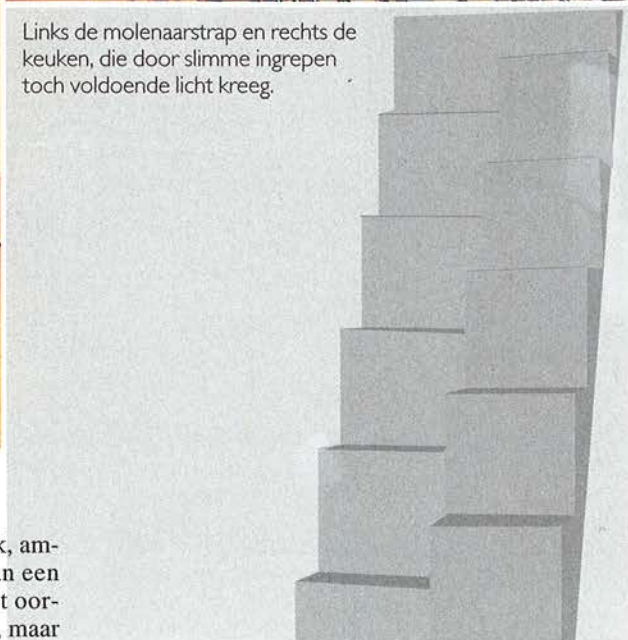 Links de molenaarstrap en rechts de
keuken, die door slimme ingrepen
toch voldoende licht kreeg.
k, am-
n een
t oor-
maar